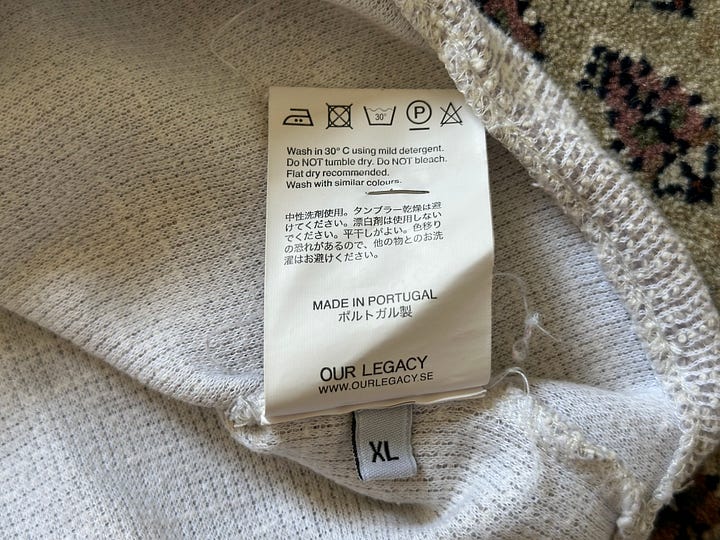 30°
P
Wash in 30° C using mild detergent.
Do NOT tumble dry. Do NOT bleach.
Flat dry recommended.
Wash with similar colours.
中性洗剤使用。タンブラー乾燥は避
けてください。漂白剤は使用しない
でください。平干しがよい。色移り
の恐れがあるので、他の物とのお洗
濯はお避けください。
MADE IN PORTUGAL
ポルトガル製
OUR LEGACY
WWW.OURLEGACY.SE
XL